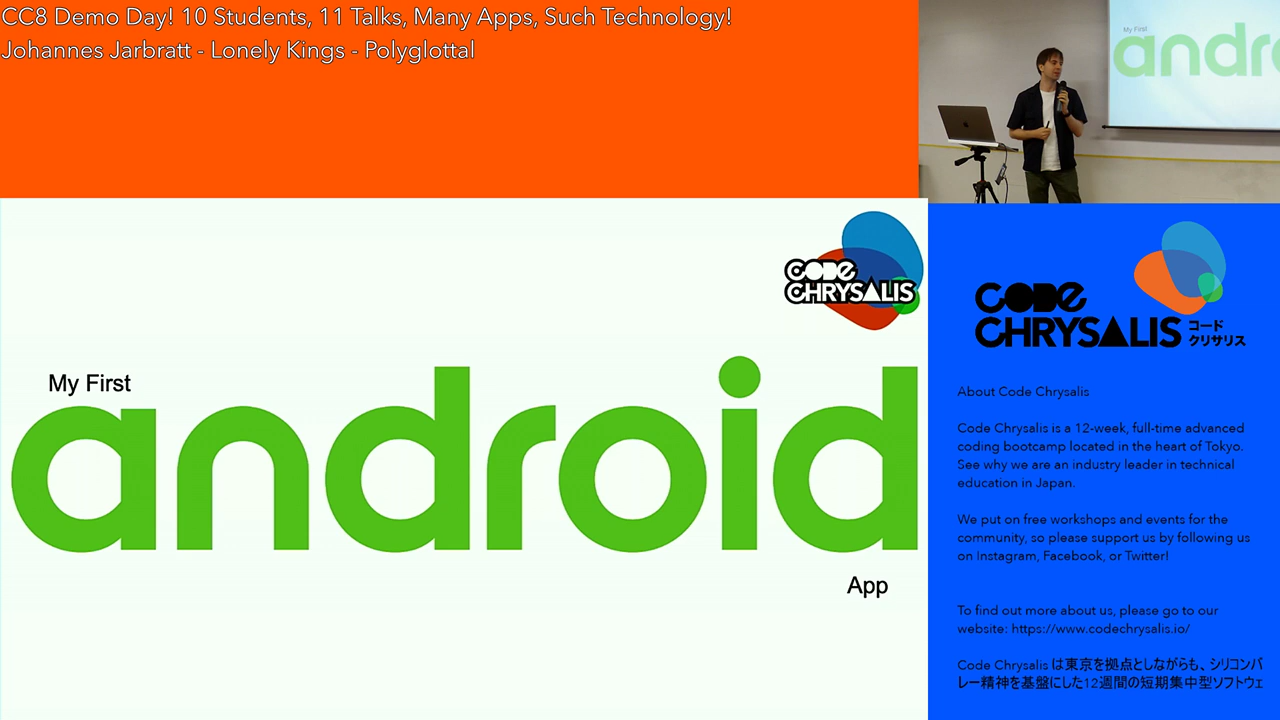 CC8 Demo Day! 10 Students, 11 Talks, Many Apps, Such Technology!
Johannes Jarbratt - Lonely Kings - Polyglottal
My First
andro
CODE
CHRYSALIS
My First
android
App
CODE
CHRYSALIS コード
クリサリス
About Code Chrysalis
Code Chrysalis is a 12-week, full-time advanced
coding bootcamp located in the heart of Tokyo.
See why we are an industry leader in technical
education in Japan.
We put on free workshops and events for the
community, so please support us by following us
on Instagram, Facebook, or Twitter!
To find out more about us, please go to our
website: https://www.codechrysalis.io/
Code Chrysalis は東京を拠点としながらも、シリコンバ
レー精神を基盤にした12週間の短期集中型ソフトウェ